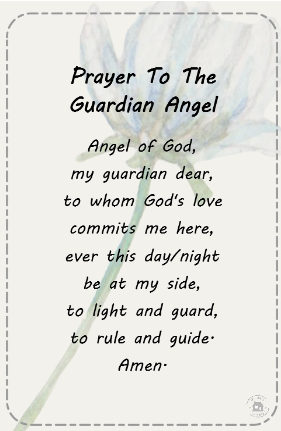 Prayer To The
Guardian Angel
Angel of God,
my guardian dear,
to whom God's love
commits me here,
ever this day/night
be at my side,
to light and guard,
to rule and guide.
Amen.